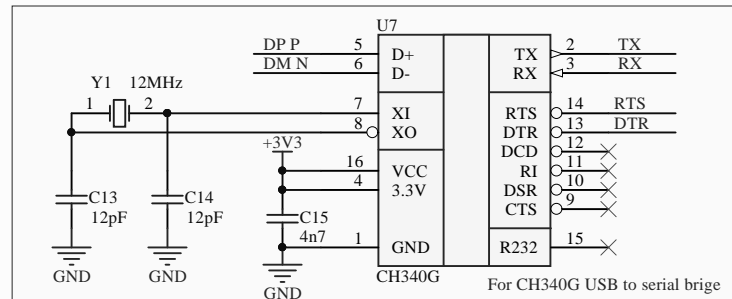 U7
DP P 5 D+ TX 2 TX
DM N 6 D- RX 3 RX
Y1 12MHz
1 2 7 XI RTS 14 RTS
8 XO DTR 13 DTR
+3V3 DCD 12
16 VCC RI 11
4 3.3V DSR 10
C13 C14 CTS 9
12pF 12pF C15
4n7 1 GND R232 15
GND GND GND CH340G
For CH340G USB to serial brige